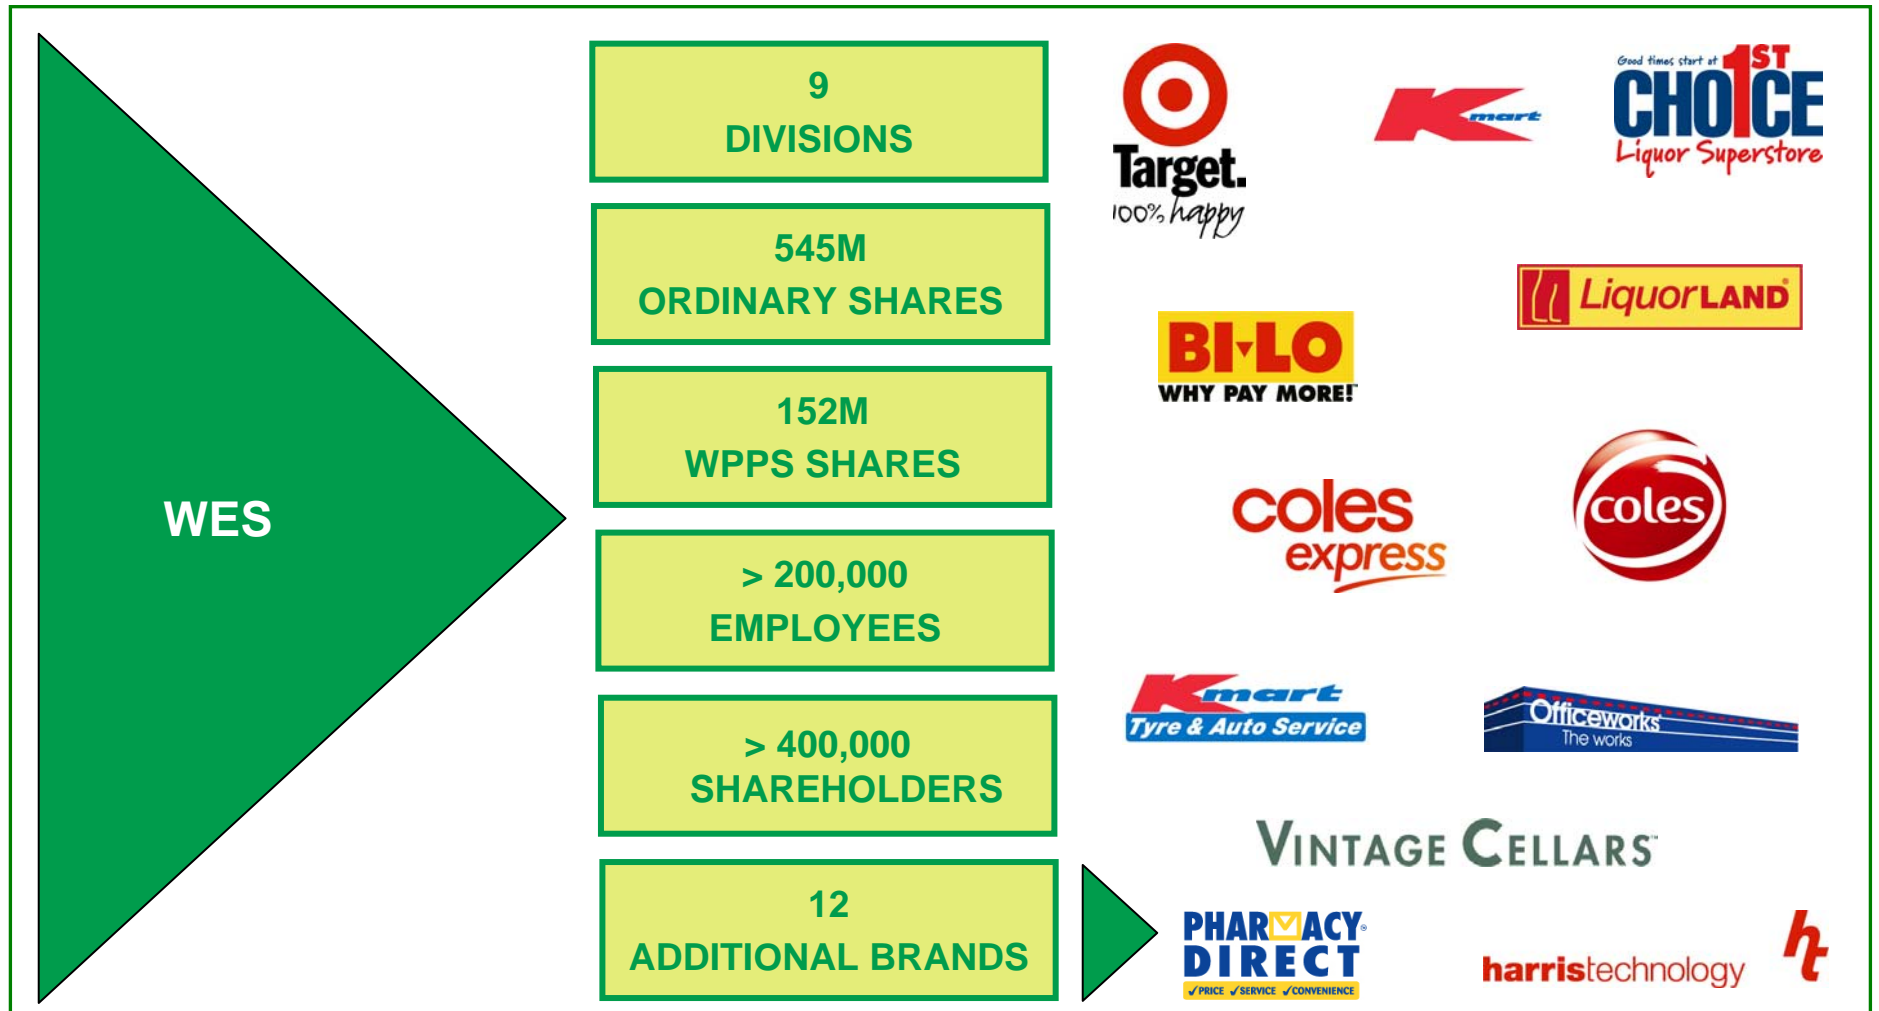 WES
9
DIVISIONS
545M
ORDINARY SHARES
152M
WPPS SHARES
> 200,000
EMPLOYEES
> 400,000
SHAREHOLDERS
12
ADDITIONAL BRANDS
Target.
100% happy
Kmart
Good times start at
1ST
CHO1CE
Liquor Superstore
LiquorLAND
BI-LO
WHY PAY MORE!
coles
express
coles
Kmart
Tyre & Auto Service
Officeworks
The works
VINTAGE CELLARS™
PHARMACY
DIRECT
✓PRICE ✓SERVICE ✓CONVENIENCE
harristechnology
ht